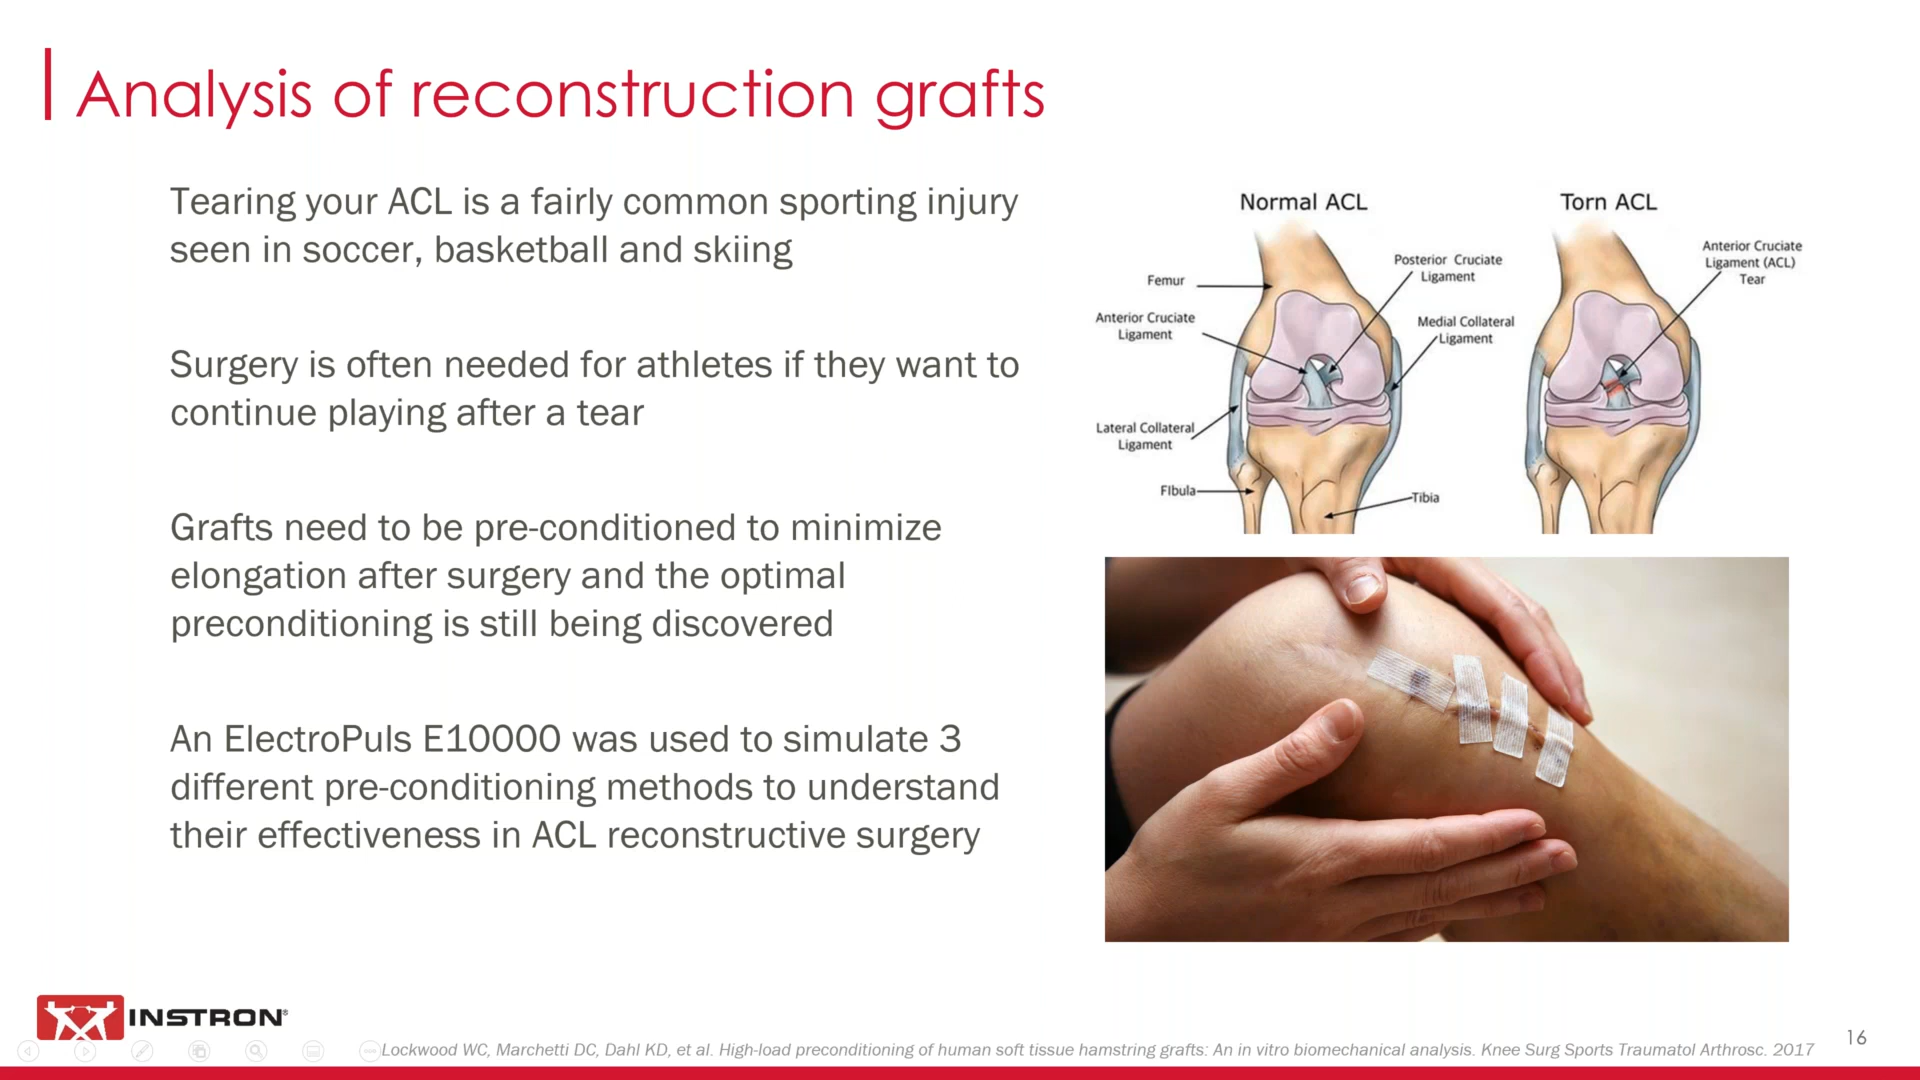 Analysis of reconstruction grafts
Tearing your ACL is a fairly common sporting injury
seen in soccer, basketball and skiing
Surgery is often needed for athletes if they want to
continue playing after a tear
Grafts need to be pre-conditioned to minimize
elongation after surgery and the optimal
preconditioning is still being discovered
An ElectroPuls E10000 was used to simulate 3
different pre-conditioning methods to understand
their effectiveness in ACL reconstructive surgery
Normal ACL
Femur
Anterior Cruciate
Ligament
Posterior Cruciate
Ligament
Medial Collateral
Ligament
Lateral Collateral
Ligament
FIbula
Tibia
Torn ACL
Anterior Cruciate
Ligament (ACL)
Tear
INSTRON®
Lockwood WC, Marchetti DC, Dahl KD, et al. High-load preconditioning of human soft tissue hamstring grafts: An in vitro biomechanical analysis. Knee Surg Sports Traumatol Arthrosc. 2017
16